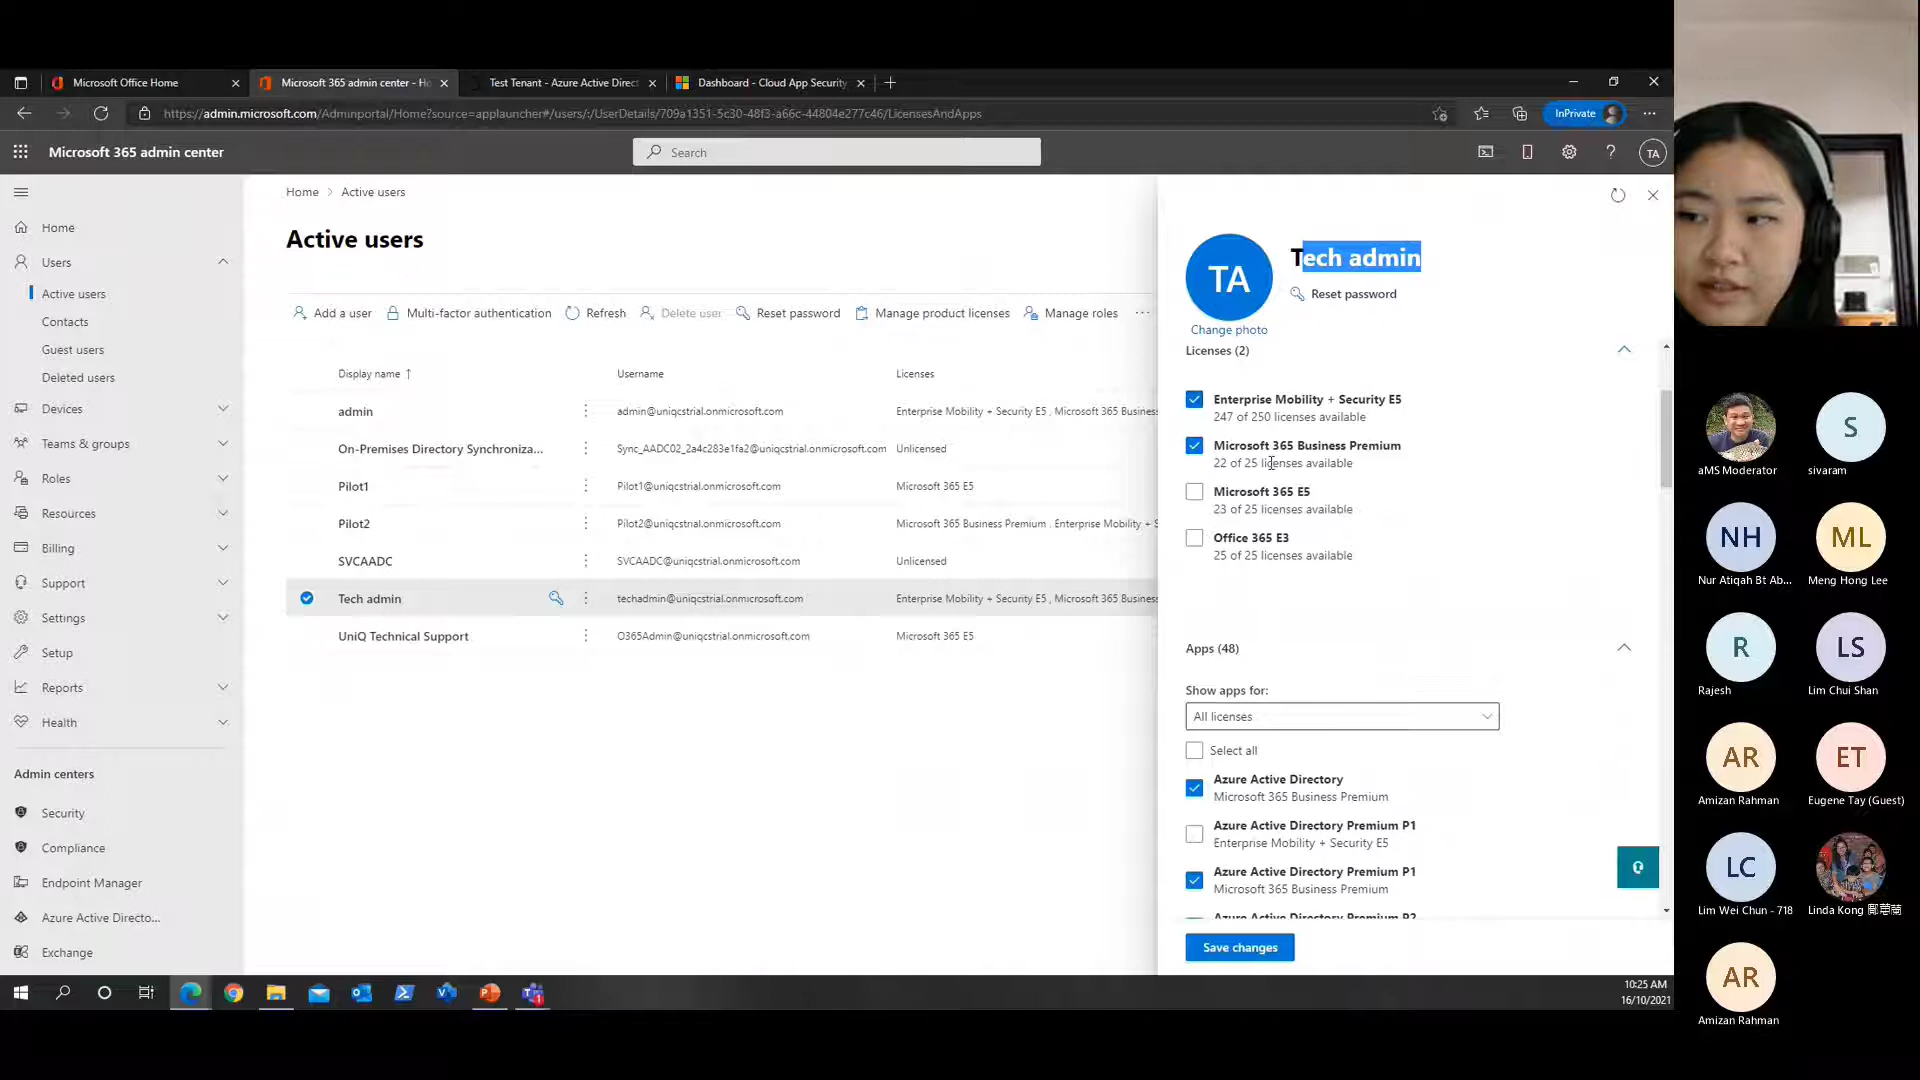 Microsoft Office Home
Microsoft 365 admin center - Ho
Test Tenant - Azure Active Direct
Dashboard - Cloud App Security
https://admin.microsoft.com/Adminportal/Home?source=applauncher#/users/:/UserDetails/709a1351-5c30-48f3-a66c-44804e277c46/LicensesAndApps
InPrivate
Microsoft 365 admin center
Search
TA
Home
Users
Active users
Contacts
Guest users
Deleted users
Devices
Teams & groups
Roles
Resources
Billing
Support
Settings
Setup
Reports
Health
Admin centers
Security
Compliance
Endpoint Manager
Azure Active Directo...
Exchange
Home > Active users
Active users
Add a user
Multi-factor authentication
Refresh
Delete user
Reset password
Manage product licenses
Manage roles
...
Display name ↑ Username Licenses
admin admin@uniqcstrial.onmicrosoft.com Enterprise Mobility + Security E5 , Microsoft 365 Business
On-Premises Directory Synchroniza... Sync_AADC02_2a4c283e1fa2@uniqcstrial.onmicrosoft.com Unlicensed
Pilot1 Pilot1@uniqcstrial.onmicrosoft.com Microsoft 365 E5
Pilot2 Pilot2@uniqcstrial.onmicrosoft.com Microsoft 365 Business Premium , Enterprise Mobility + S
SVCAADC SVCAADC@uniqcstrial.onmicrosoft.com Unlicensed
Tech admin techadmin@uniqcstrial.onmicrosoft.com Enterprise Mobility + Security E5 , Microsoft 365 Business
UniQ Technical Support O365Admin@uniqcstrial.onmicrosoft.com Microsoft 365 E5
TA
Tech admin
Reset password
Change photo
Licenses (2)
Enterprise Mobility + Security E5
247 of 250 licenses available
Microsoft 365 Business Premium
22 of 25 licenses available
Microsoft 365 E5
23 of 25 licenses available
Office 365 E3
25 of 25 licenses available
Apps (48)
Show apps for:
All licenses
Select all
Azure Active Directory
Microsoft 365 Business Premium
Azure Active Directory Premium P1
Enterprise Mobility + Security E5
Azure Active Directory Premium P1
Microsoft 365 Business Premium
Azure Active Directory Premium P2
Save changes
10:25 AM
16/10/2021
S
aMS Moderator
sivaram
NH
ML
Nur Atiqah Bt Ab...
Meng Hong Lee
R
LS
Rajesh
Lim Chui Shan
AR
ET
Amizan Rahman
Eugene Tay (Guest)
LC
Lim Wei Chun - 718
Linda Kong
AR
Amizan Rahman